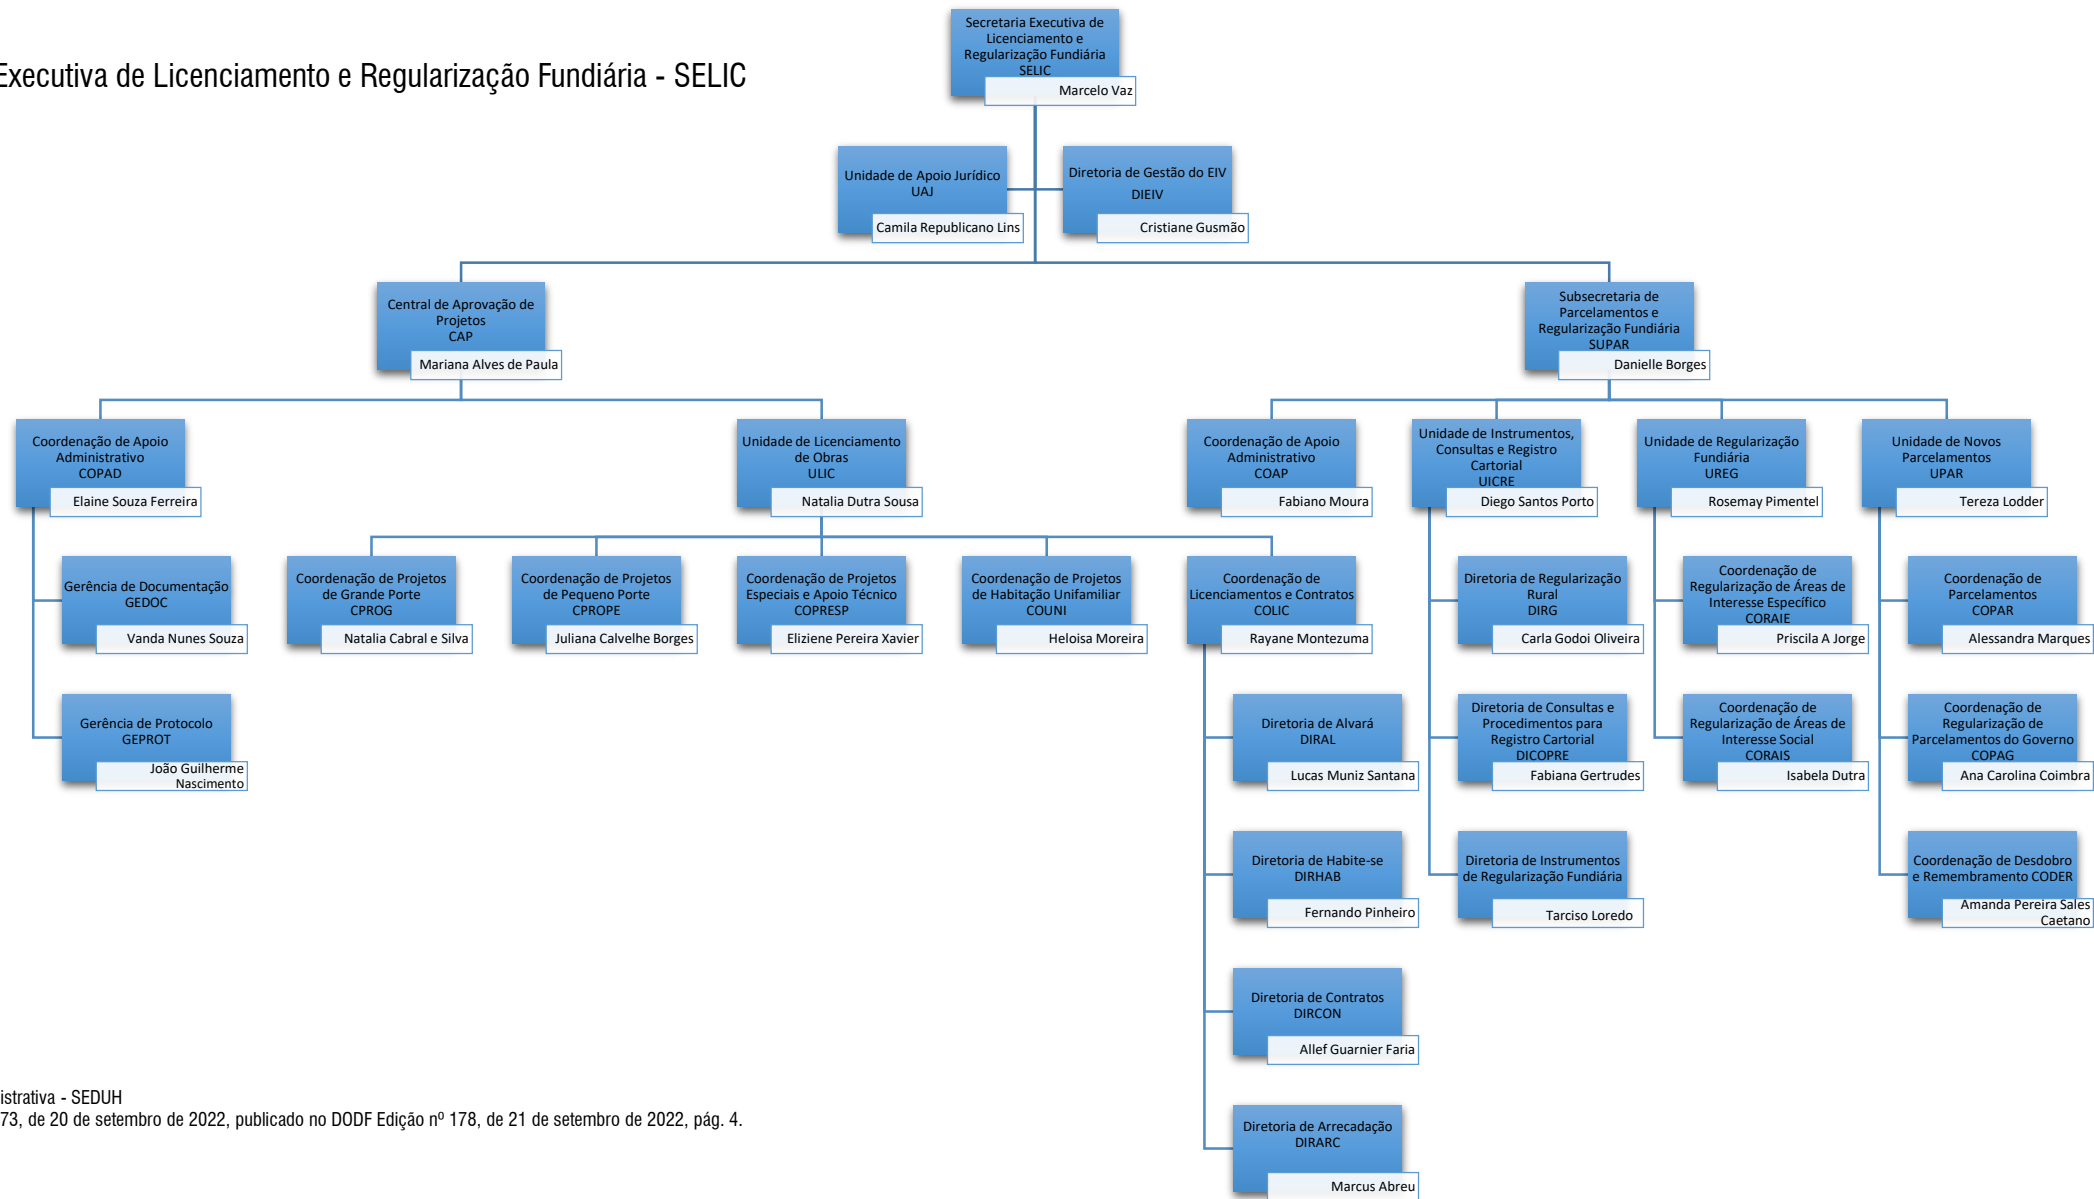 Executiva de Licenciamento e Regularização Fundiária - SELIC
Secretaria Executiva de
Licenciamento e
Regularização Fundiária
SELIC
Marcelo Vaz
Unidade de Apoio Jurídico
UAJ
Camila Republicano Lins
Diretoria de Gestão do EIV
DIEIV
Cristiane Gusmão
Central de Aprovação de
Projetos
CAP
Mariana Alves de Paula
Subsecretaria de
Parcelamentos e
Regularização Fundiária
SUPAR
Danielle Borges
Coordenação de Apoio
Administrativo
COPAD
Elaine Souza Ferreira
Unidade de Licenciamento
de Obras
ULIC
Natalia Dutra Sousa
Coordenação de Apoio
Administrativo
COAP
Fabiano Moura
Unidade de Instrumentos,
Consultas e Registro
Cartorial
UICRE
Diego Santos Porto
Unidade de Regularização
Fundiária
UREG
Rosemay Pimentel
Unidade de Novos
Parcelamentos
UPAR
Tereza Lodder
Gerência de Documentação
GEDOC
Vanda Nunes Souza
Coordenação de Projetos
de Grande Porte
CPROG
Natalia Cabral e Silva
Coordenação de Projetos
de Pequeno Porte
CPROPE
Juliana Calvelhe Borges
Coordenação de Projetos
Especiais e Apoio Técnico
COPRESP
Eliziene Pereira Xavier
Coordenação de Projetos
de Habitação Unifamiliar
COUNI
Heloisa Moreira
Coordenação de
Licenciamentos e Contratos
COLIC
Rayane Montezuma
Diretoria de Regularização
Rural
DIRG
Carla Godoi Oliveira
Coordenação de
Regularização de Áreas de
Interesse Específico
CORAIE
Priscila A Jorge
Coordenação de
Parcelamentos
COPAR
Alessandra Marques
Gerência de Protocolo
GEPROT
João Guilherme
Nascimento
Diretoria de Alvará
DIRAL
Lucas Muniz Santana
Diretoria de Consultas e
Procedimentos para
Registro Cartorial
DICOPRE
Fabiana Gertrudes
Coordenação de
Regularização de Áreas de
Interesse Social
CORAIS
Isabela Dutra
Coordenação de
Regularização de
Parcelamentos do Governo
COPAG
Ana Carolina Coimbra
Diretoria de Habite-se
DIRHAB
Fernando Pinheiro
Diretoria de Instrumentos
de Regularização Fundiária
Tarciso Loredo
Coordenação de Desdobro
e Remembramento CODER
Amanda Pereira Sales
Caetano
Diretoria de Contratos
DIRCON
Allef Guarnier Faria
Diretoria de Arrecadação
DIRARC
Marcus Abreu
istrativa - SEDUH
73, de 20 de setembro de 2022, publicado no DODF Edição nº 178, de 21 de setembro de 2022, pág. 4.